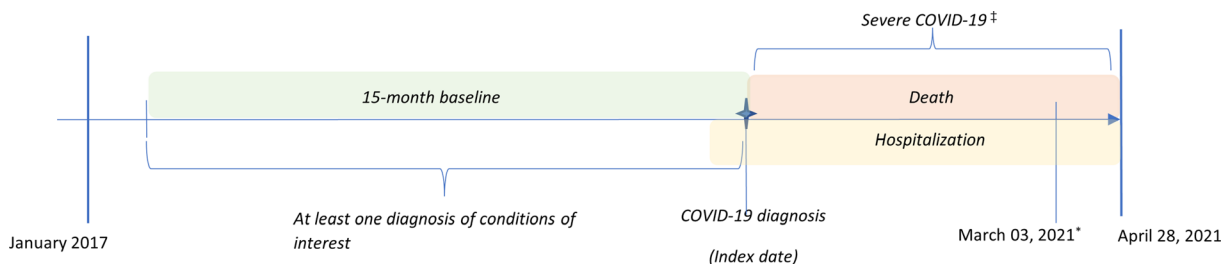 Severe COVID-19 ‡
15-month baseline
Death
Hospitalization
At least one diagnosis of conditions of
interest
COVID-19 diagnosis
(Index date)
January 2017
March 03, 2021*
April 28, 2021